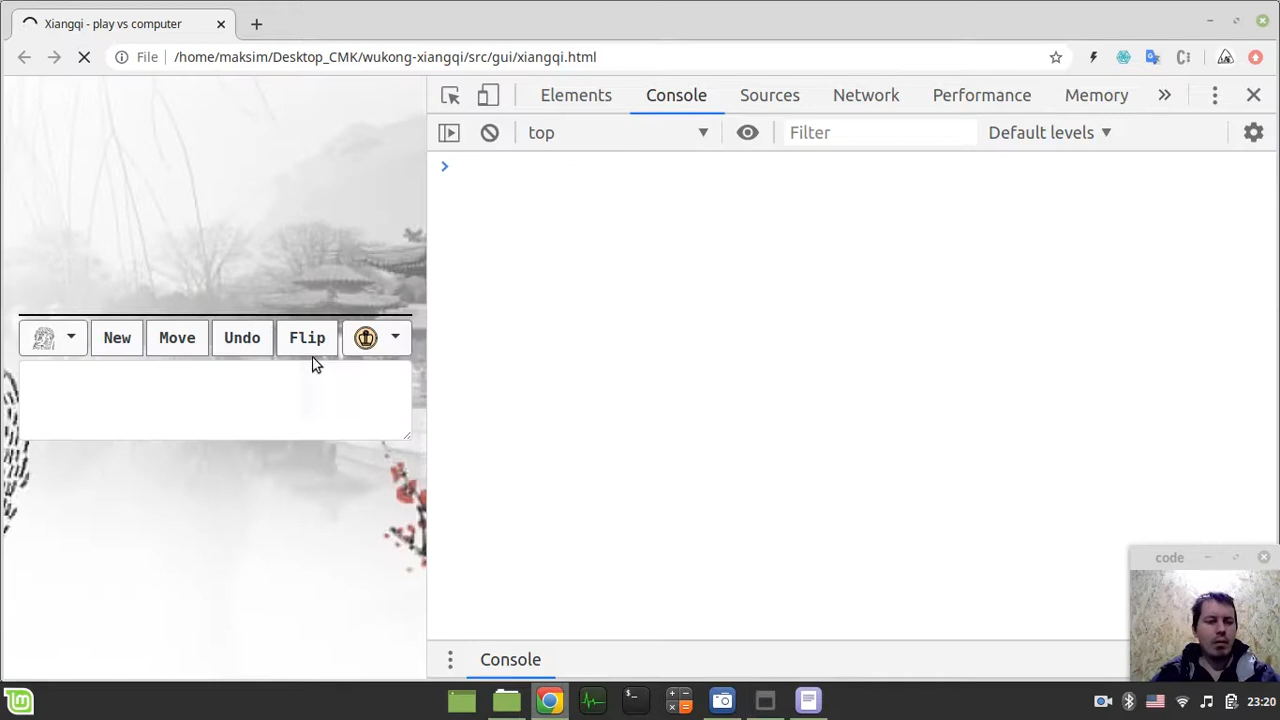 Xiangqi - play vs computer
File /home/maksim/Desktop_CMK/wukong-xiangqi/src/gui/xiangqi.html
Elements Console Sources Network Performance Memory
top Filter Default levels
New Move Undo Flip
code
Console
23:20